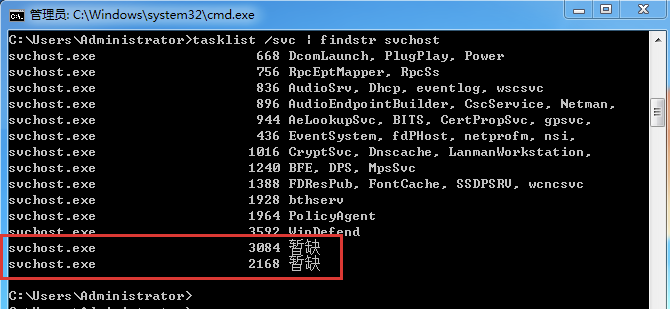 管理员: C:\Windows\system32\cmd.exe
C:\Users\Administrator>tasklist /svc | findstr svchost
svchost.exe 668 DcomLaunch, PlugPlay, Power
svchost.exe 756 RpcEptMapper, RpcSs
svchost.exe 836 AudioSrv, Dhcp, eventlog, wscsvc
svchost.exe 896 AudioEndpointBuilder, CscService, Netman,
svchost.exe 944 AeLookupSvc, BITS, CertPropSvc, gpsvc,
svchost.exe 436 EventSystem, fdPHost, netprofm, nsi,
svchost.exe 1016 CryptSvc, Dnscache, LanmanWorkstation,
svchost.exe 1240 BFE, DPS, MpsSvc
svchost.exe 1388 FDResPub, FontCache, SSDPSRV, wcncsvc
svchost.exe 1928 bthserv
svchost.exe 1964 PolicyAgent
svchost.exe 3592 WinDefend
svchost.exe 3084 暂缺
svchost.exe 2168 暂缺
C:\Users\Administrator>